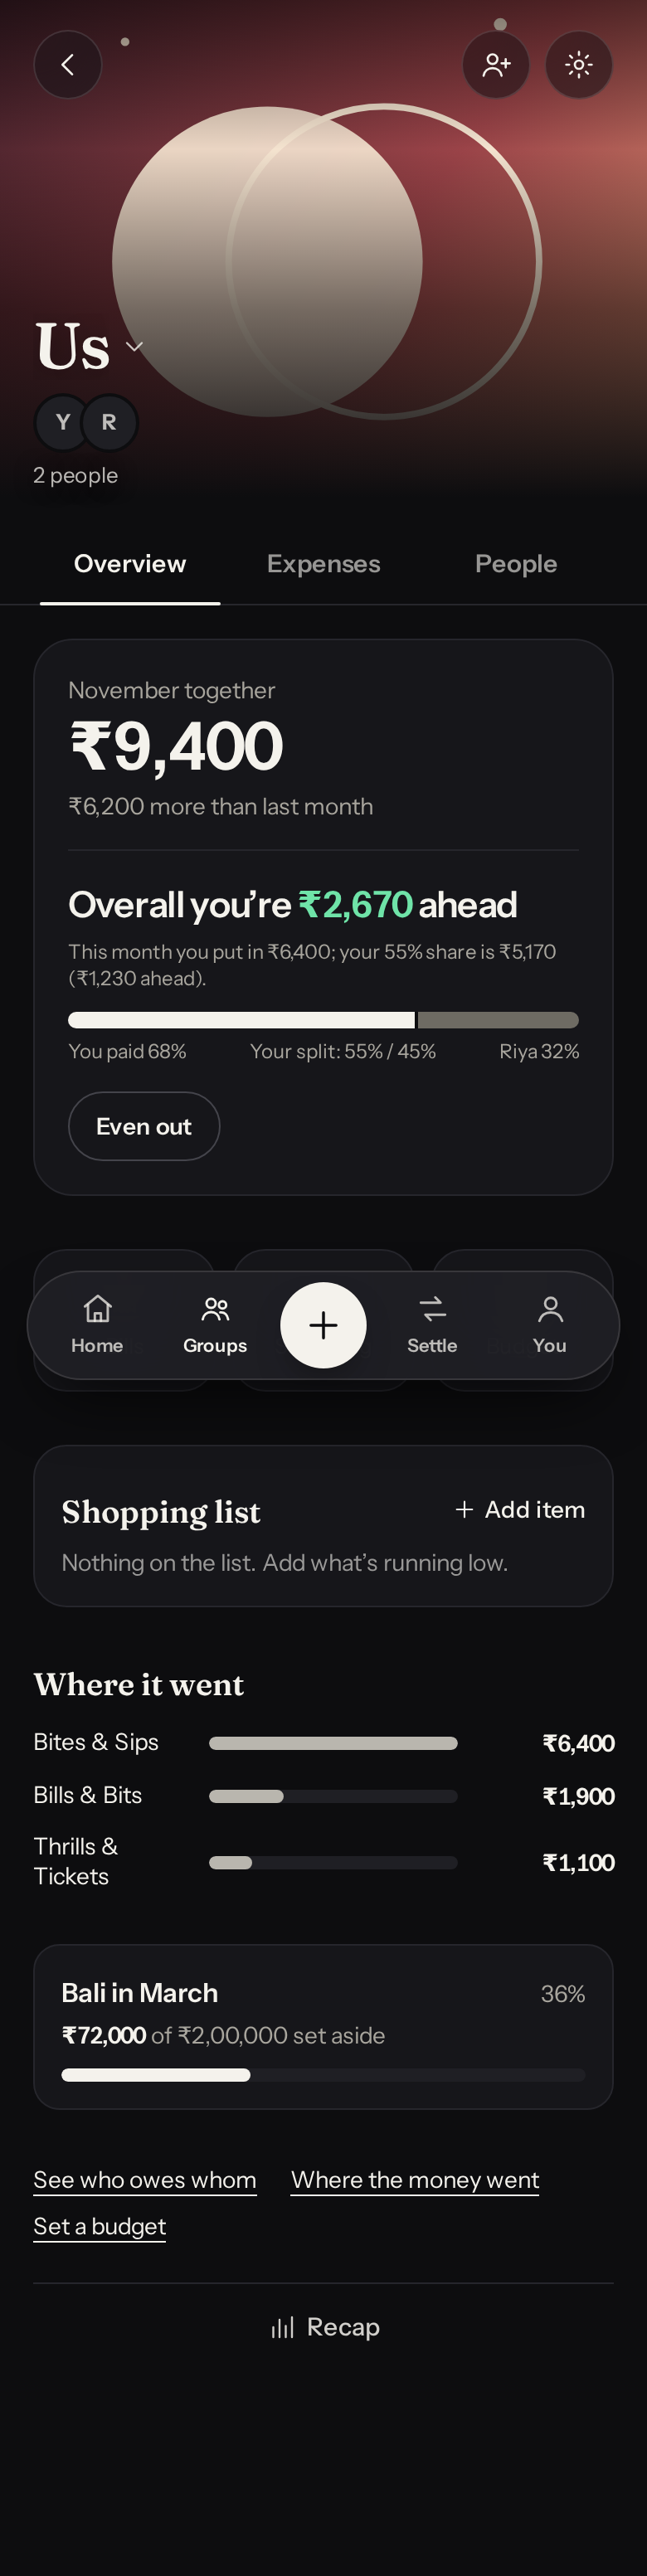 Us
Y R
2 people
Overview Expenses People
November together
₹9,400
₹6,200 more than last month
Overall you’re ₹2,670 ahead
This month you put in ₹6,400; your 55% share is ₹5,170
(₹1,230 ahead).
You paid 68% Your split: 55% / 45% Riya 32%
Even out
Home Groups Settle You
Shopping list + Add item
Nothing on the list. Add what’s running low.
Where it went
Bites & Sips ₹6,400
Bills & Bits ₹1,900
Thrills &
Tickets ₹1,100
Bali in March 36%
₹72,000 of ₹2,00,000 set aside
See who owes whom Where the money went
Set a budget
Recap